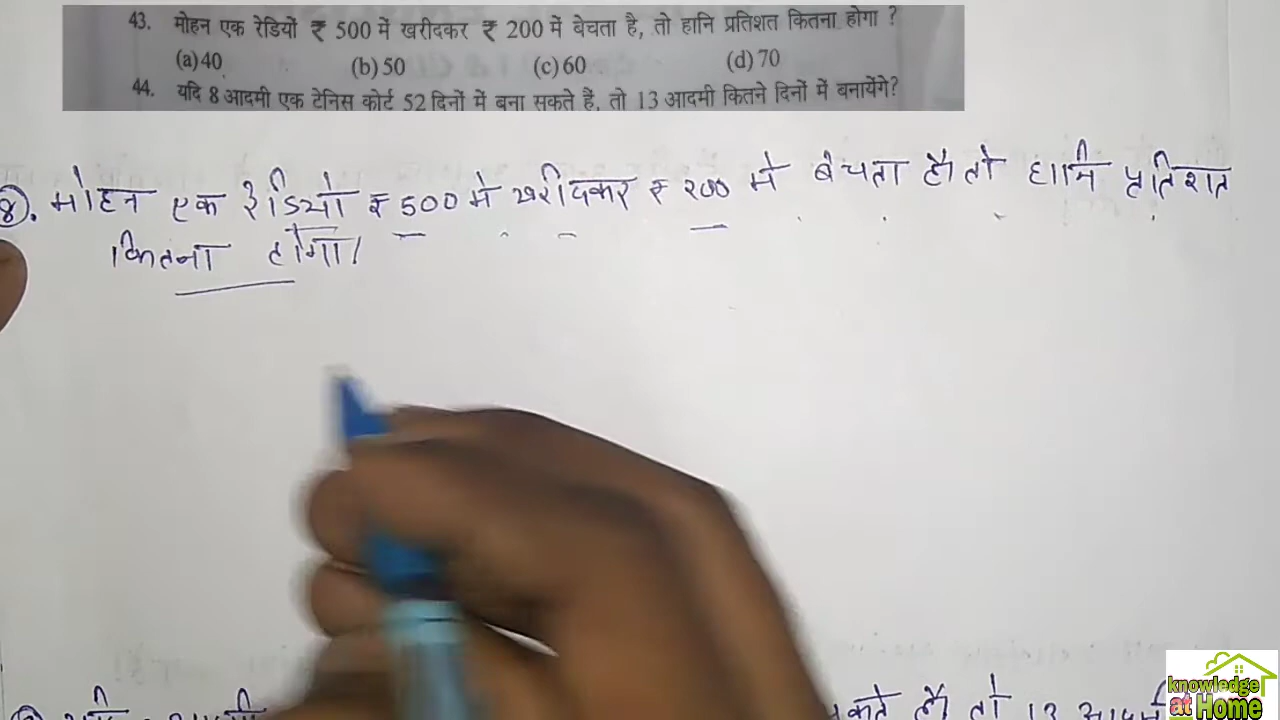 43. मोहन एक रेडियों ₹ 500 में खरीदकर ₹ 200 में बेचता है, तो हानि प्रतिशत कितना होगा ?
(a) 40 (b) 50 (c) 60 (d) 70
44. यदि 8 आदमी एक टेनिस कोर्ट 52 दिनों में बना सकते हैं, तो 13 आदमी कितने दिनों में बनायेंगे?
मोहन एक रेडियो ₹ 500 मे खरीदकर ₹ 200 मे बेचता है। तो हानि प्रतिशत
कितना होगा।
है तो 13
knowledge
at Home